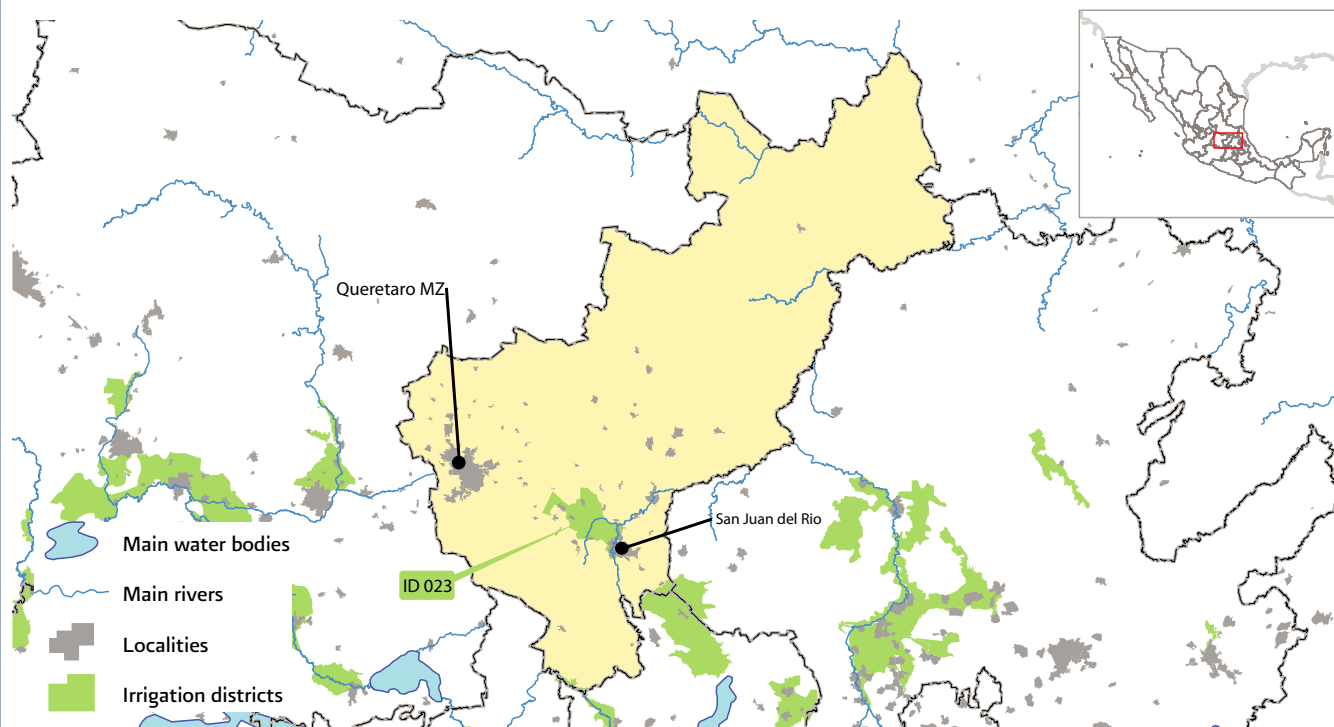 Queretaro MZ
San Juan del Rio
Main water bodies
ID 023
Main rivers
Localities
Irrigation districts